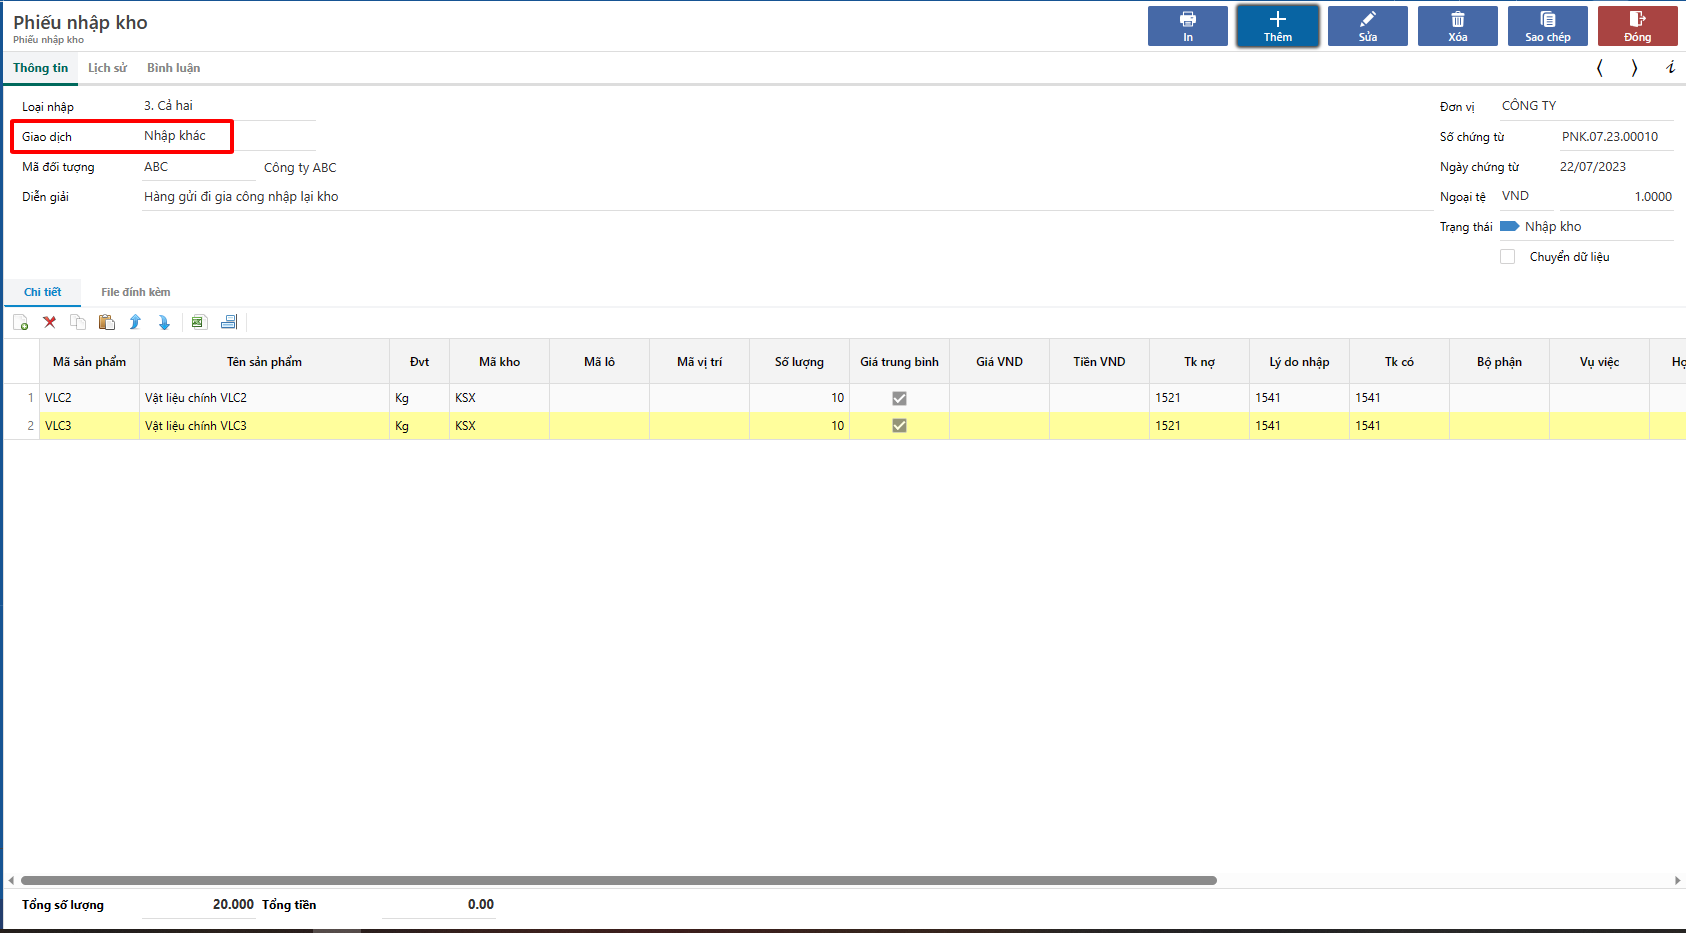 Phiếu nhập kho
Phiếu nhập kho
In
Thêm
Sửa
Xóa
Sao chép
Đóng
Thông tin
Lịch sử
Bình luận
Loại nhập 3. Cả hai
Giao dịch Nhập khác
Mã đối tượng ABC Công ty ABC
Diễn giải Hàng gửi đi gia công nhập lại kho
Đơn vị CÔNG TY
Số chứng từ PNK.07.23.00010
Ngày chứng từ 22/07/2023
Ngoại tệ VND 1.0000
Trạng thái Nhập kho
Chuyển dữ liệu
Chi tiết File đính kèm
Mã sản phẩm Tên sản phẩm Đvt Mã kho Mã lô Mã vị trí Số lượng Giá trung bình Giá VND Tiền VND Tk nợ Lý do nhập Tk có Bộ phận Vụ việc
1 VLC2 Vật liệu chính VLC2 Kg KSX 10 1521 1541 1541
2 VLC3 Vật liệu chính VLC3 Kg KSX 10 1521 1541 1541
Tổng số lượng 20.000 Tổng tiền 0.00